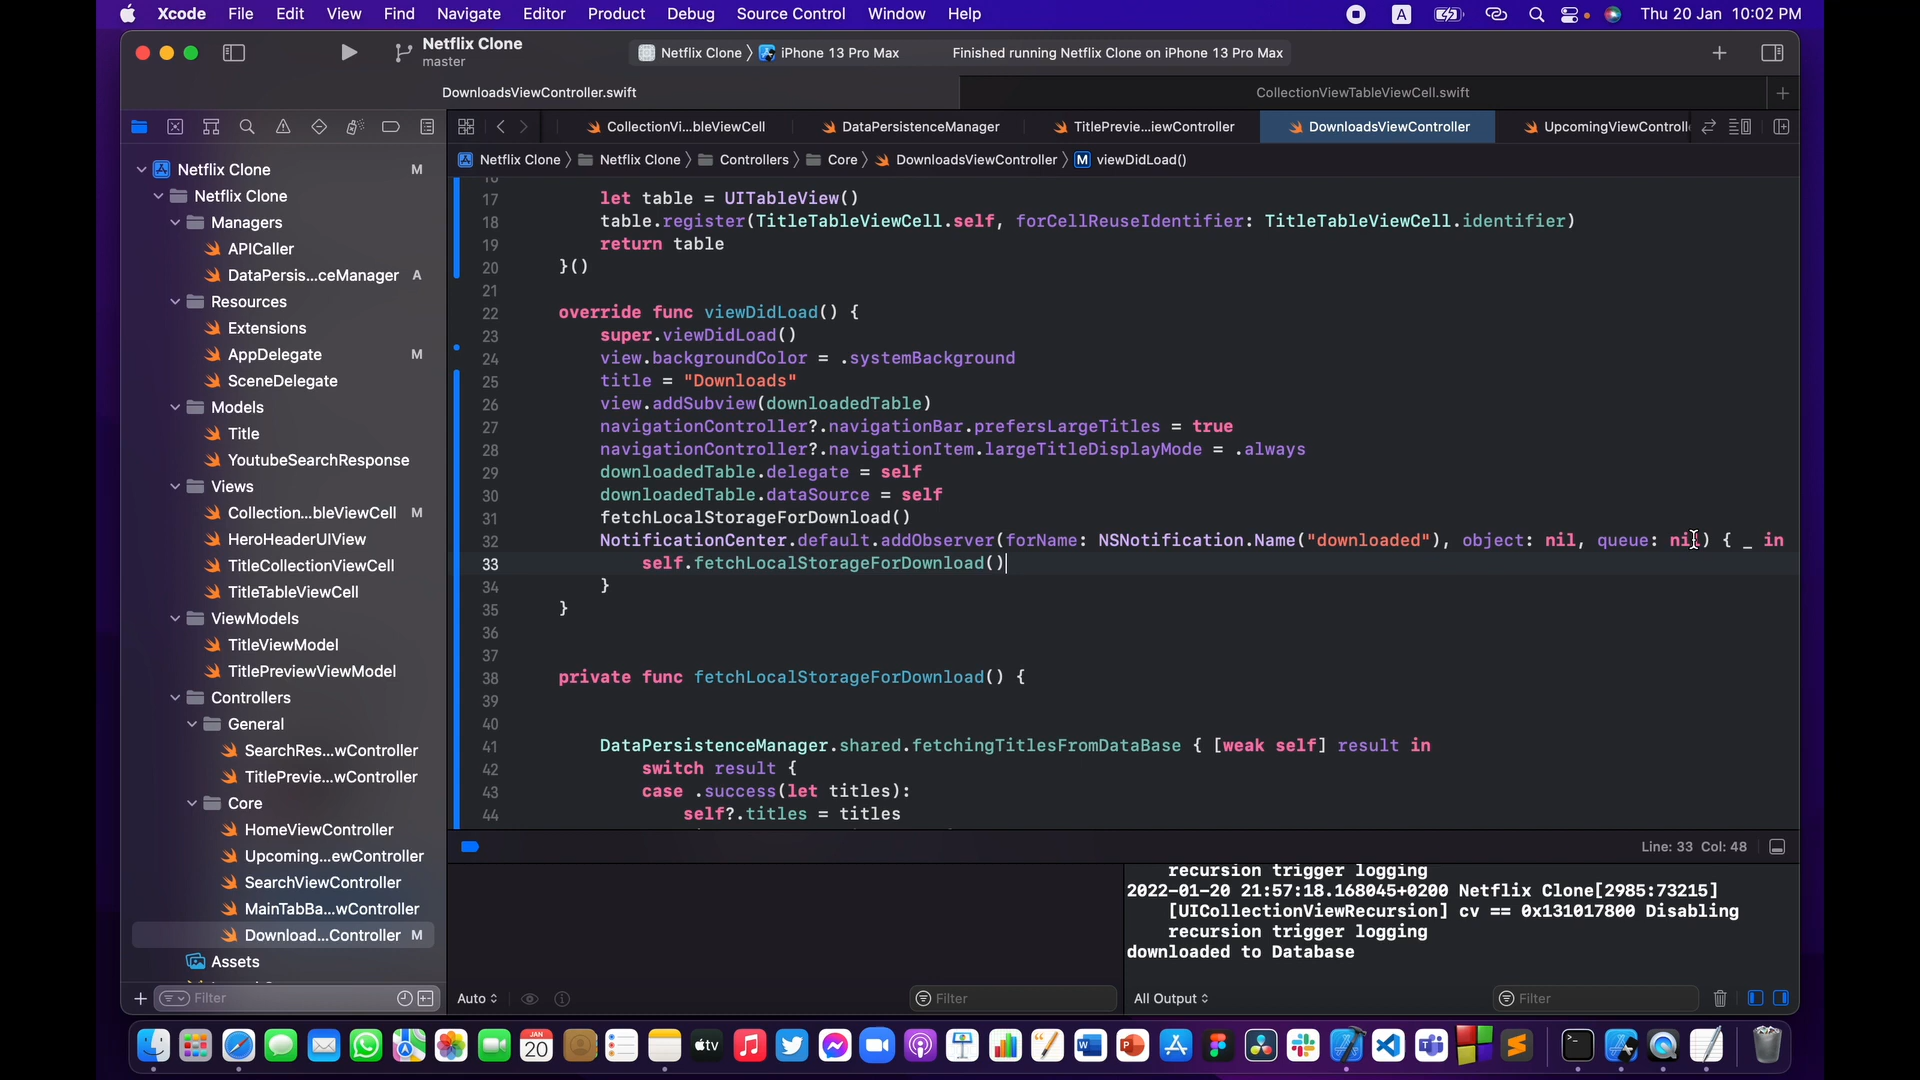 Xcode File Edit View Find Navigate Editor Product Debug Source Control Window Help A Thu 20 Jan 10:02 PM
Netflix Clone
master
Netflix Clone iPhone 13 Pro Max Finished running Netflix Clone on iPhone 13 Pro Max
DownloadsViewController.swift CollectionViewTableViewCell.swift
CollectionVi...bleViewCell DataPersistenceManager TitlePrevie...iewController DownloadsViewController UpcomingViewControll
Netflix Clone Netflix Clone Controllers Core DownloadsViewController M viewDidLoad()
Netflix Clone M
Netflix Clone
Managers
APICaller
DataPersis...ceManager A
Resources
Extensions
AppDelegate M
SceneDelegate
Models
Title
YoutubeSearchResponse
Views
Collection...bleViewCell M
HeroHeaderUIView
TitleCollectionViewCell
TitleTableViewCell
ViewModels
TitleViewModel
TitlePreviewViewModel
Controllers
General
SearchRes...wController
TitlePrevie...wController
Core
HomeViewController
Upcoming...ewController
SearchViewController
MainTabBa...wController
Download...Controller M
Assets
Filter
17 let table = UITableView()
18 table.register(TitleTableViewCell.self, forCellReuseIdentifier: TitleTableViewCell.identifier)
19 return table
20 }()
21
22 override func viewDidLoad() {
23 super.viewDidLoad()
24 view.backgroundColor = .systemBackground
25 title = "Downloads"
26 view.addSubview(downloadedTable)
27 navigationController?.navigationBar.prefersLargeTitles = true
28 navigationController?.navigationItem.largeTitleDisplayMode = .always
29 downloadedTable.delegate = self
30 downloadedTable.dataSource = self
31 fetchLocalStorageForDownload()
32 NotificationCenter.default.addObserver(forName: NSNotification.Name("downloaded"), object: nil, queue: nil) { _ in
33 self.fetchLocalStorageForDownload()
34 }
35 }
36
37
38 private func fetchLocalStorageForDownload() {
39
40
41 DataPersistenceManager.shared.fetchingTitlesFromDataBase { [weak self] result in
42 switch result {
43 case .success(let titles):
44 self?.titles = titles
Line: 33 Col: 48
recursion trigger logging
2022-01-20 21:57:18.168045+0200 Netflix Clone[2985:73215]
[UICollectionViewRecursion] cv == 0x131017800 Disabling
recursion trigger logging
downloaded to Database
Auto Filter All Output Filter
JAN
20
tv